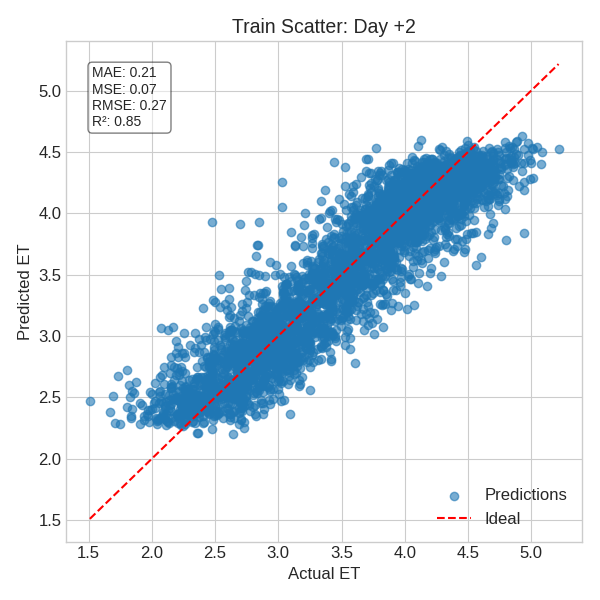 Train Scatter: Day +2
MAE: 0.21
MSE: 0.07
RMSE: 0.27
R²: 0.85
Predicted ET
5.0
4.5
4.0
3.5
3.0
2.5
2.0
1.5
Predictions
Ideal
1.5 2.0 2.5 3.0 3.5 4.0 4.5 5.0
Actual ET